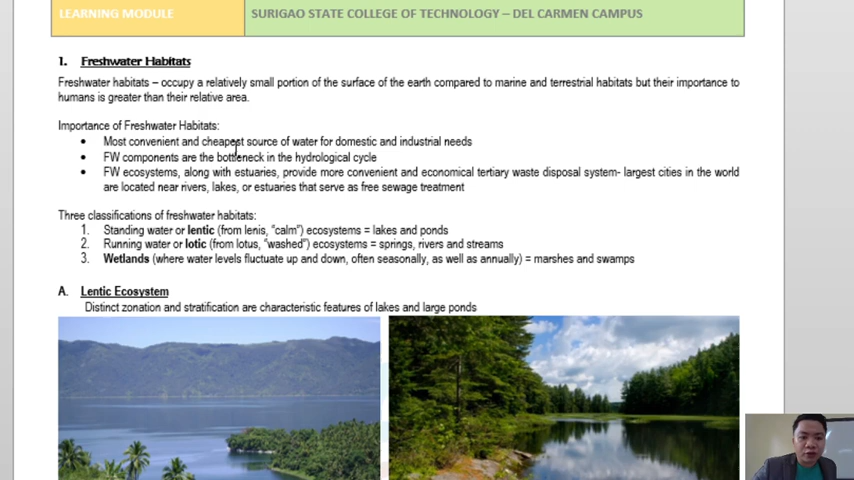 LEARNING MODULE
SURIGAO STATE COLLEGE OF TECHNOLOGY – DEL CARMEN CAMPUS
1. Freshwater Habitats
Freshwater habitats – occupy a relatively small portion of the surface of the earth compared to marine and terrestrial habitats but their importance to
humans is greater than their relative area.
Importance of Freshwater Habitats:
• Most convenient and cheapest source of water for domestic and industrial needs
• FW components are the bottleneck in the hydrological cycle
• FW ecosystems, along with estuaries, provide more convenient and economical tertiary waste disposal system- largest cities in the world
are located near rivers, lakes, or estuaries that serve as free sewage treatment
Three classifications of freshwater habitats:
1. Standing water or lentic (from lenis, “calm”) ecosystems = lakes and ponds
2. Running water or lotic (from lotus, “washed”) ecosystems = springs, rivers and streams
3. Wetlands (where water levels fluctuate up and down, often seasonally, as well as annually) = marshes and swamps
A. Lentic Ecosystem
Distinct zonation and stratification are characteristic features of lakes and large ponds